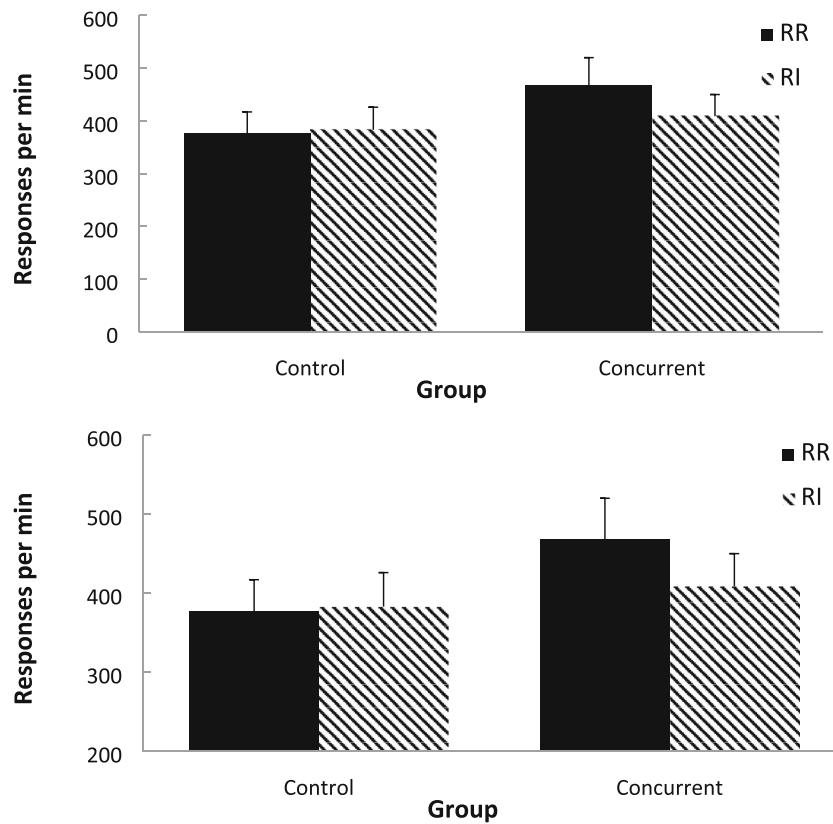 600
RR
500
RI
400
300
200
100
0
Responses per min
Control
Concurrent
Group
600
RR
500
RI
400
300
200
Responses per min
Control
Concurrent
Group